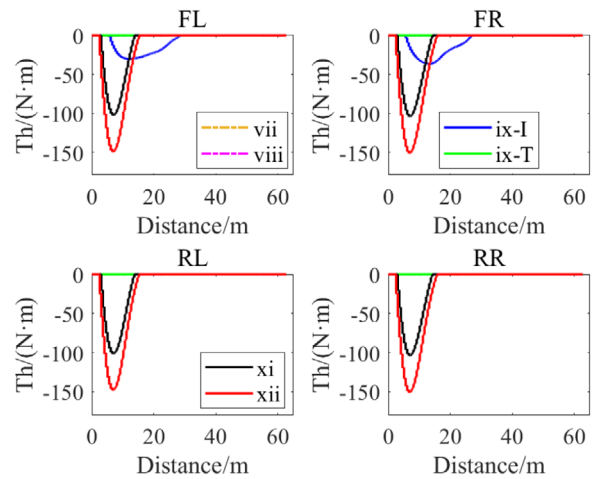 FL
Th/(N·m)
0
-50
-100
-150
vii
viii
0 20 40 60
Distance/m
FR
Th/(N·m)
0
-50
-100
-150
ix-I
ix-T
0 20 40 60
Distance/m
RL
Th/(N·m)
0
-50
-100
-150
xi
xii
0 20 40 60
Distance/m
RR
Th/(N·m)
0
-50
-100
-150
0 20 40 60
Distance/m